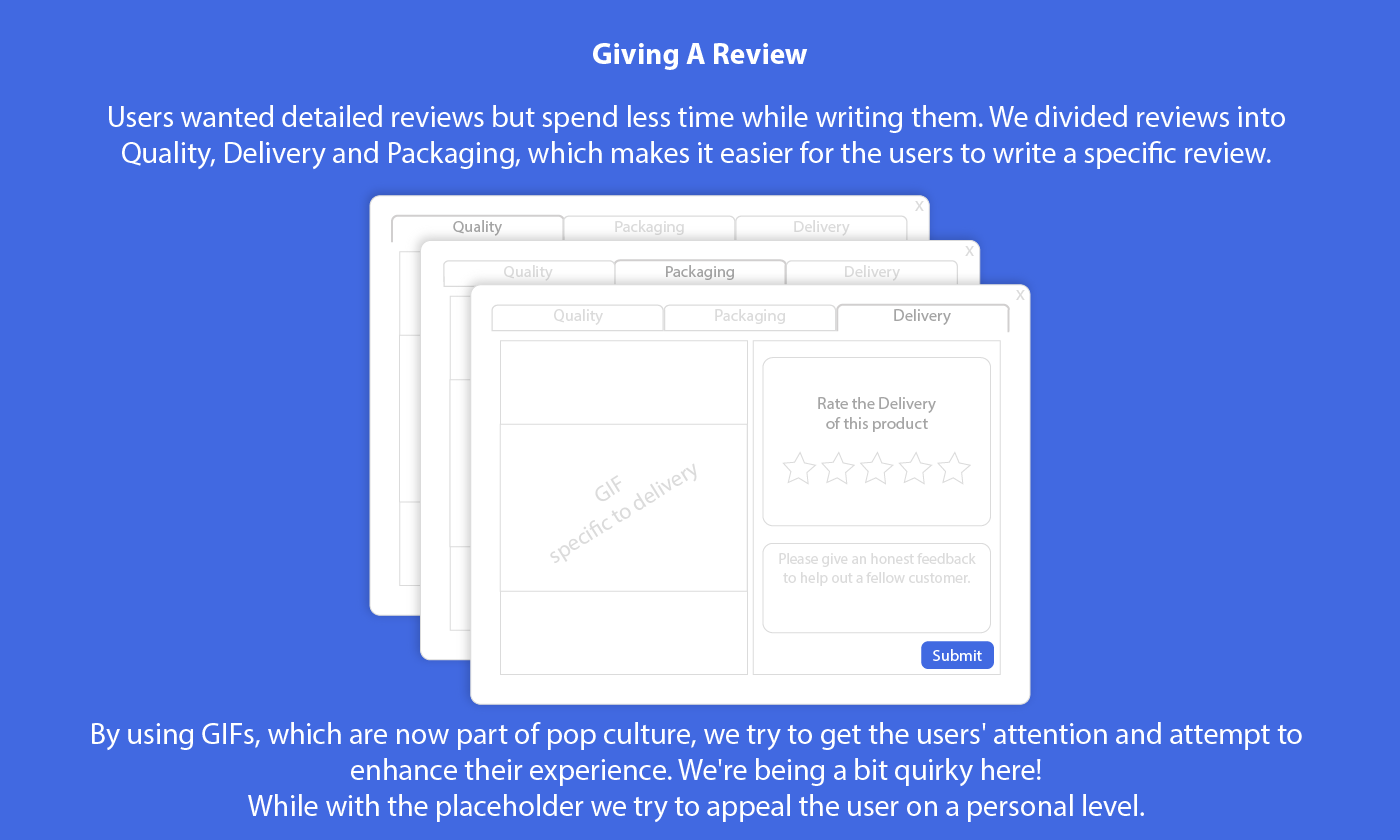 Giving A Review
Users wanted detailed reviews but spend less time while writing them. We divided reviews into
Quality, Delivery and Packaging, which makes it easier for the users to write a specific review.
X
Quality Packaging Delivery
X
Quality Packaging Delivery
X
Quality Packaging Delivery
GIF
specific to delivery
Rate the Delivery
of this product
Please give an honest feedback
to help out a fellow customer.
Submit
By using GIFs, which are now part of pop culture, we try to get the users' attention and attempt to
enhance their experience. We're being a bit quirky here!
While with the placeholder we try to appeal the user on a personal level.